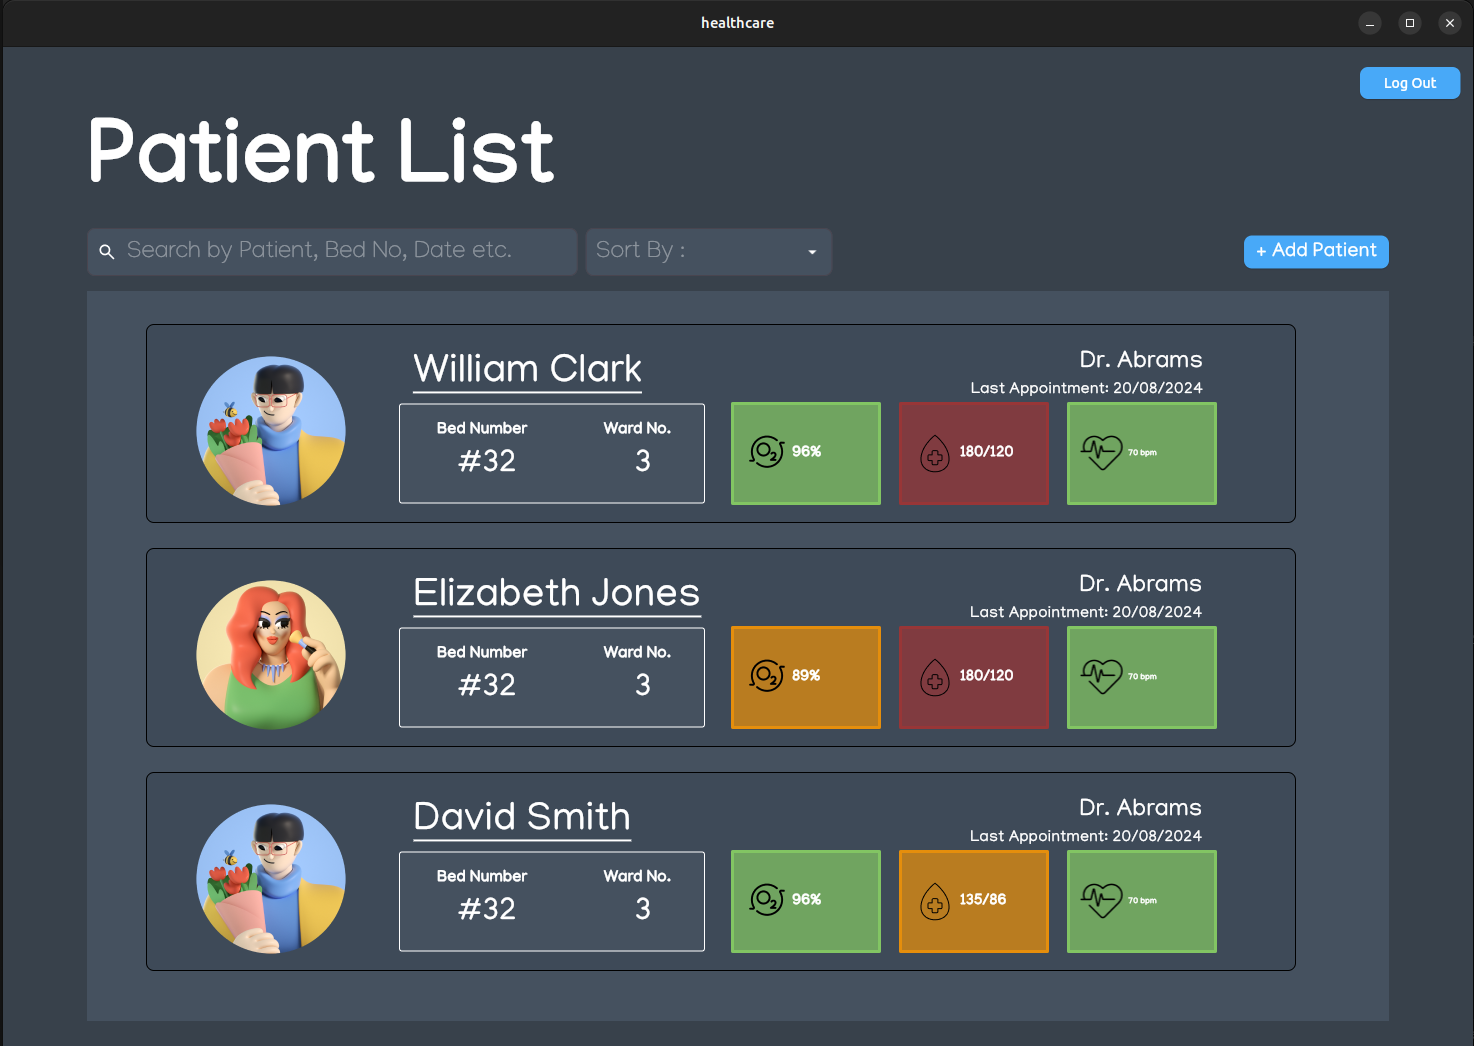 healthcare
Log Out
Patient List
Search by Patient, Bed No, Date etc.
Sort By :
+ Add Patient
William Clark
Dr. Abrams
Last Appointment: 20/08/2024
Bed Number Ward No.
#32 3
O2 96%
180/120
70 bpm
Elizabeth Jones
Dr. Abrams
Last Appointment: 20/08/2024
Bed Number Ward No.
#32 3
O2 89%
180/120
70 bpm
David Smith
Dr. Abrams
Last Appointment: 20/08/2024
Bed Number Ward No.
#32 3
O2 96%
135/86
70 bpm